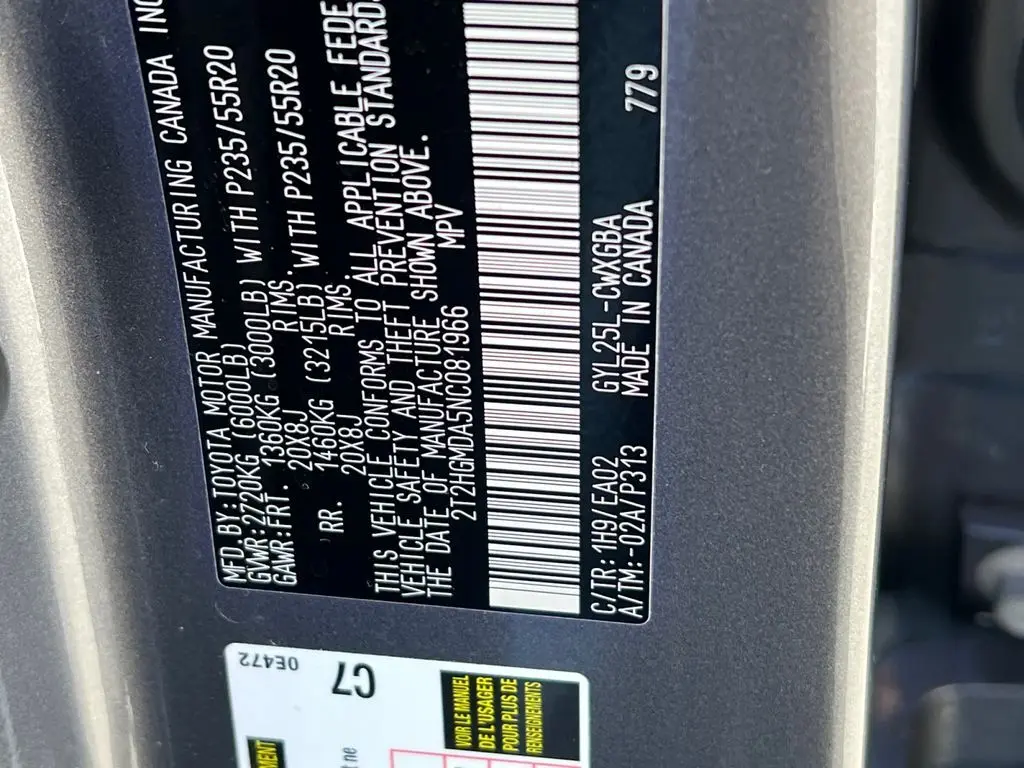 MFD.BY:TOYOTA MOTOR MANUFACTURING CANADA INC
GVWR:2720KG (6000LB)
GAWR:FRT. 1360KG (3000LB) WITH P235/55R20
20X8J RIMS.
RR. 1460KG (3215LB) WITH P235/55R20
20X8J RIMS.
THIS VEHICLE CONFORMS TO ALL APPLICABLE FEDE
VEHICLE SAFETY AND THEFT PREVENTION STANDARD
THE DATE OF MANUFACTURE SHOWN ABOVE.
2T2HGMDA5NC081966 MPV
C/TR:1H9/EA02 GYL25L-CWXGBA
A/TM:-02A/P313 MADE IN CANADA 779
0E472
C7
VOIR LE MANUEL
DE L'USAGER
POUR PLUS DE
RENSEIGNEMENTS
MENT
t ne